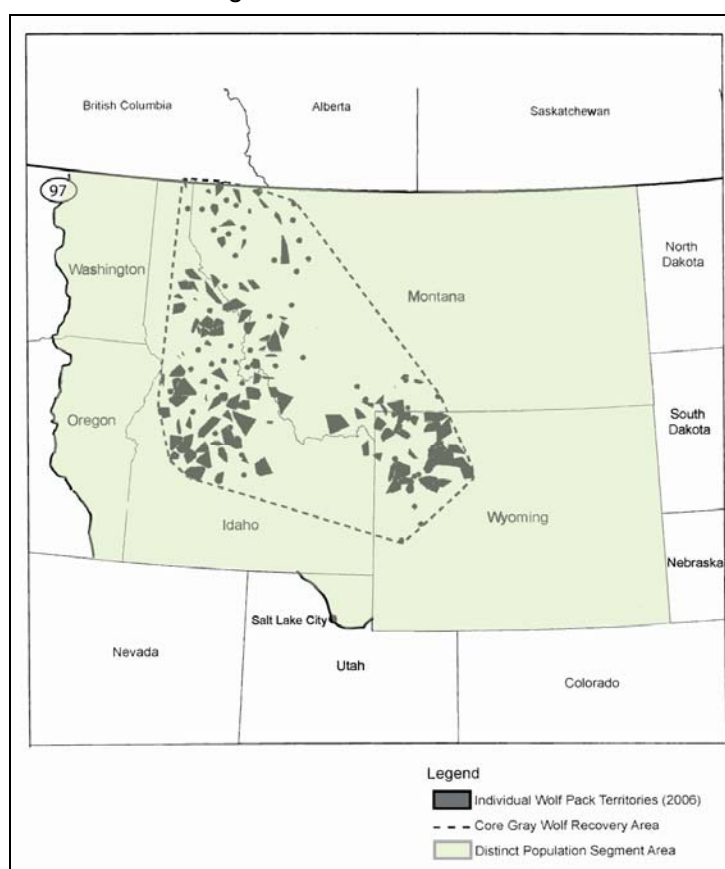 British Columbia
Alberta
Saskatchewan
97
Washington
Montana
North
Dakota
Oregon
South
Dakota
Idaho
Wyoming
Nebraska
Salt Lake City
Nevada
Utah
Colorado
Legend
Individual Wolf Pack Territories (2006)
Core Gray Wolf Recovery Area
Distinct Population Segment Area